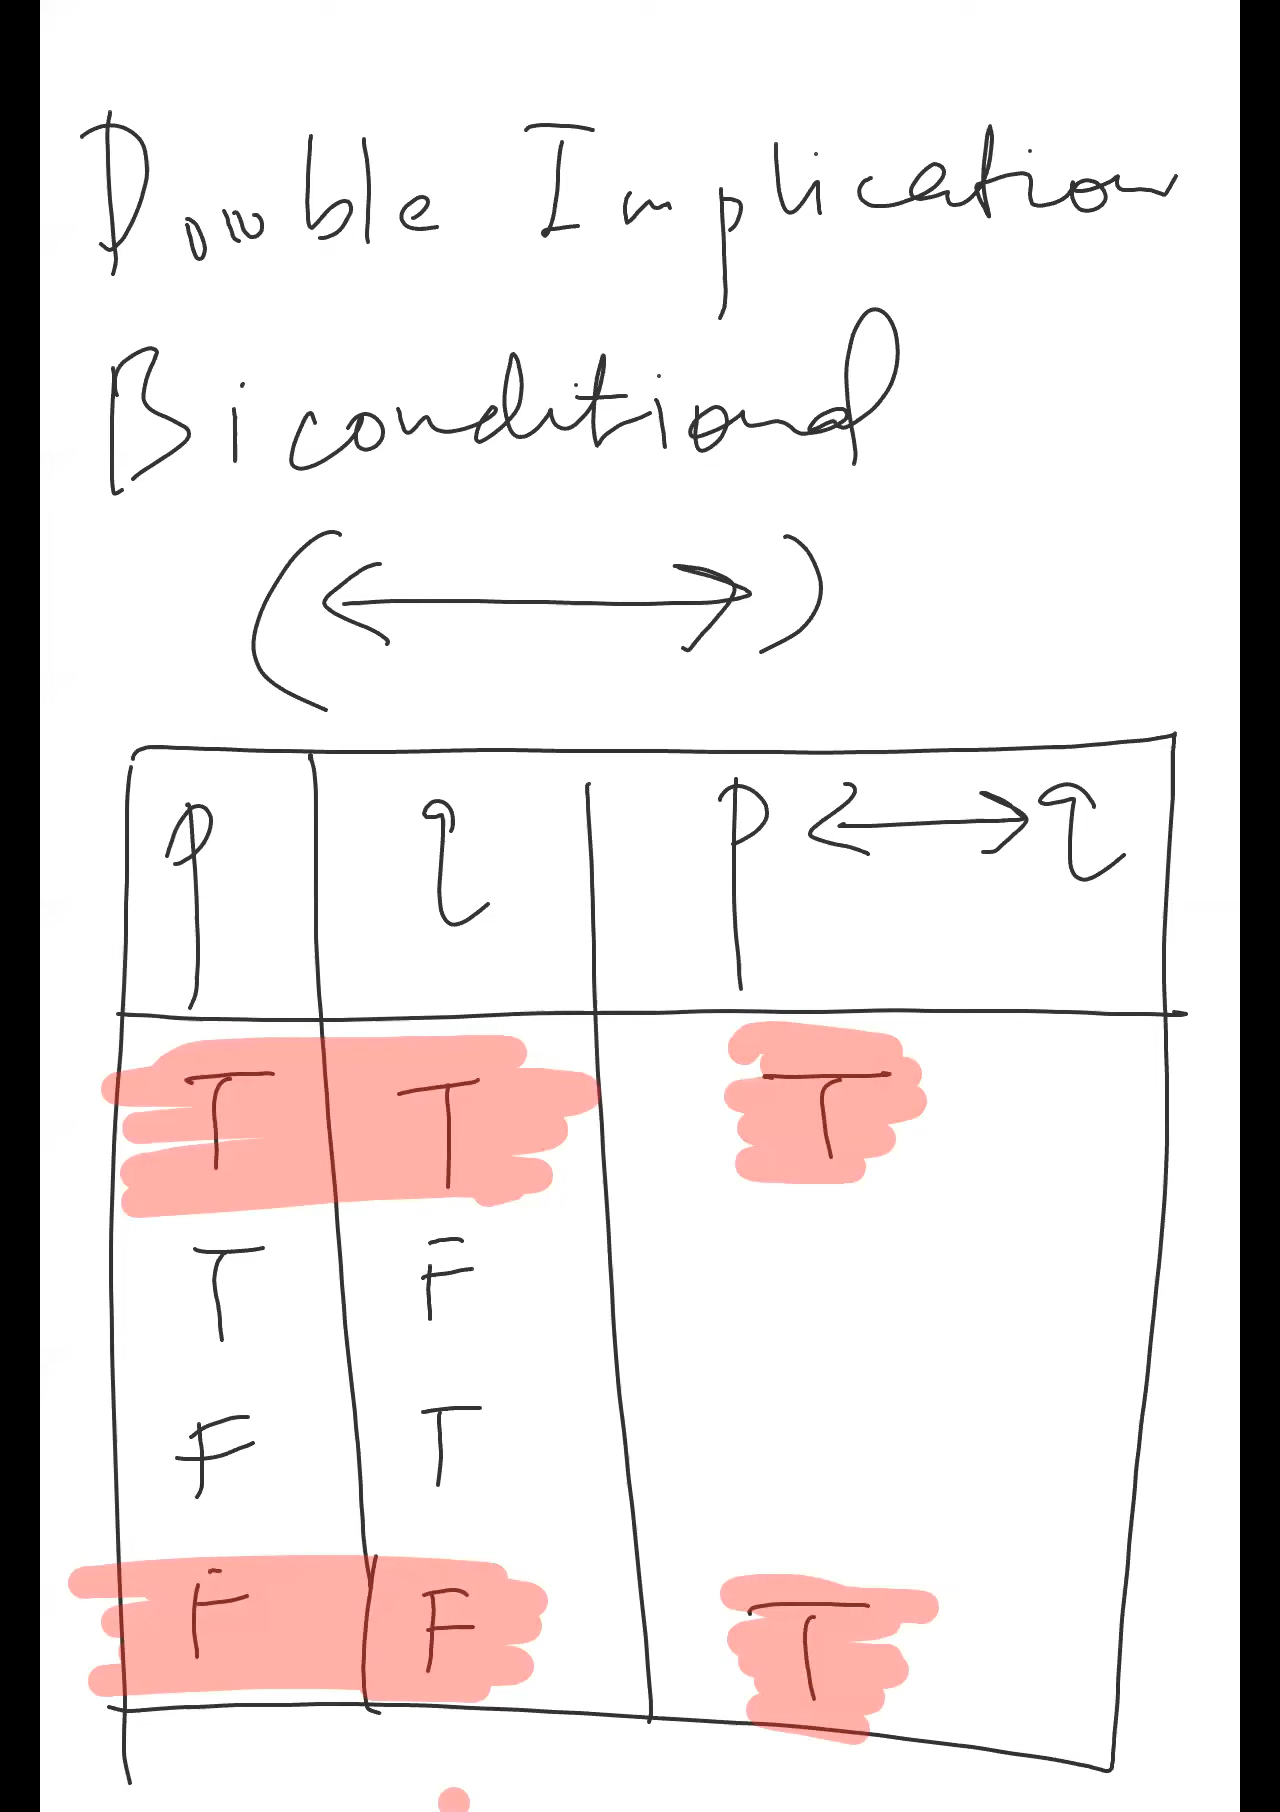 Double Implication
Biconditional
(↔)
p q p ↔ q
T T T
T F
F T
F F T